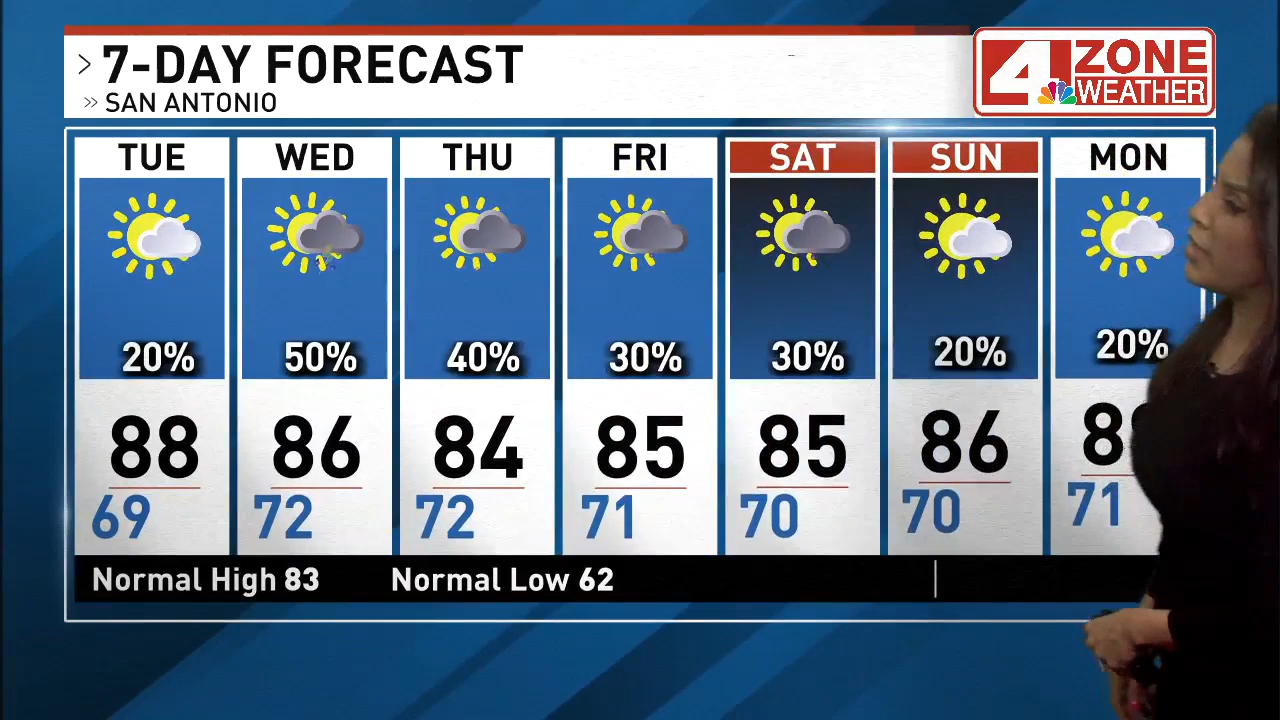 > 7-DAY FORECAST
>> SAN ANTONIO
4 ZONE WEATHER
TUE WED THU FRI SAT SUN MON
20% 50% 40% 30% 30% 20% 20%
88 86 84 85 85 86
69 72 72 71 70 70 71
Normal High 83 Normal Low 62